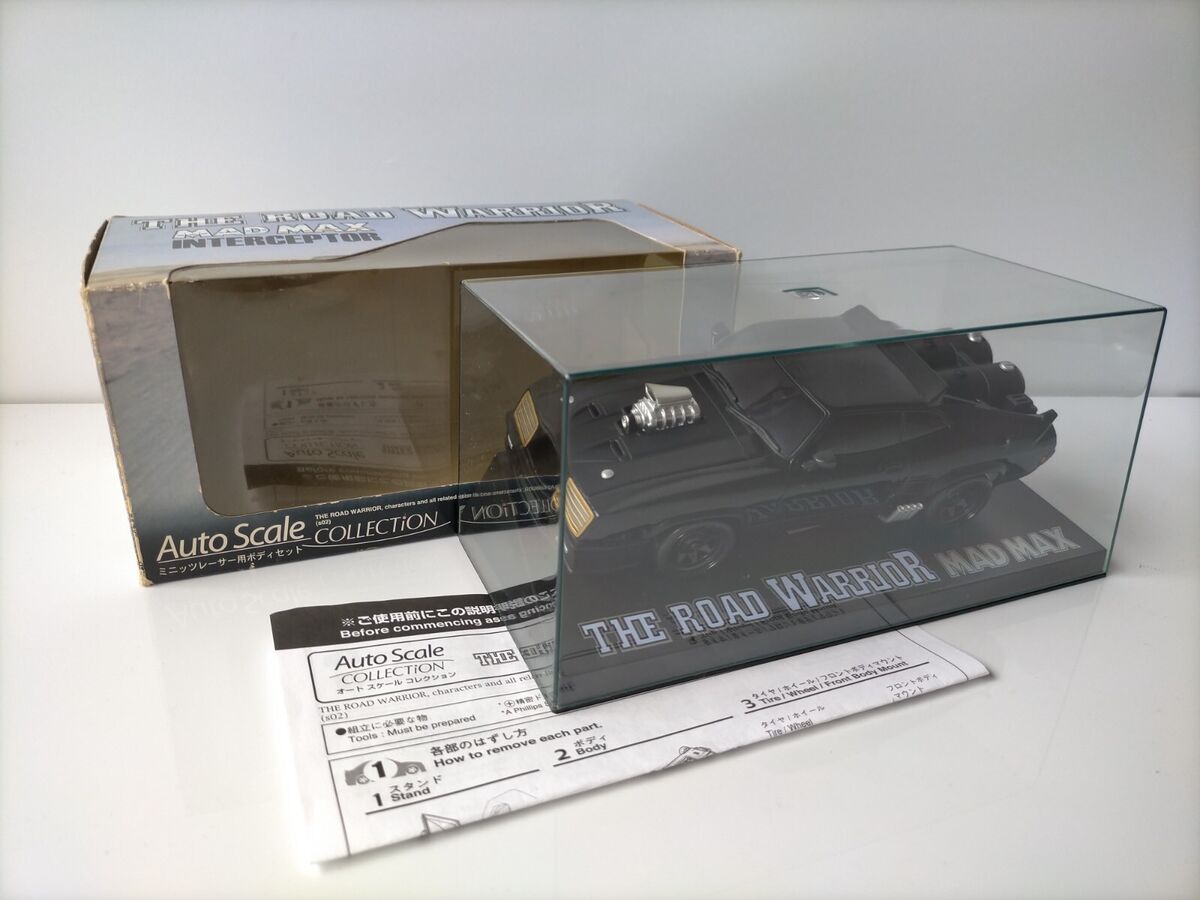 THE ROAD WARRIOR
MAD MAX
INTERCEPTOR
THE ROAD WARRIOR, characters and all related
(s02)
Auto Scale
COLLECTiON
ミニッツレーサー用ボディセット
THE ROAD WARRIOR MAD MAX
※ご使用前にこの説明
Before commencing
Auto Scale
COLLECTiON
オート スケール コレクション
THE
THE ROAD WARRIOR, characters and all
(s02)
●組立に必要な物
Tools : Must be prepared
*A Phillips
1
各部のはずし方
How to remove each part.
1 スタンド
Stand
2 ボディ
Body
3 タイヤ/ホイール/フロントボディマウント
Tire / Wheel / Front Body Mount
タイヤ/ホイール
Tire / Wheel
フロントボディ
マウント